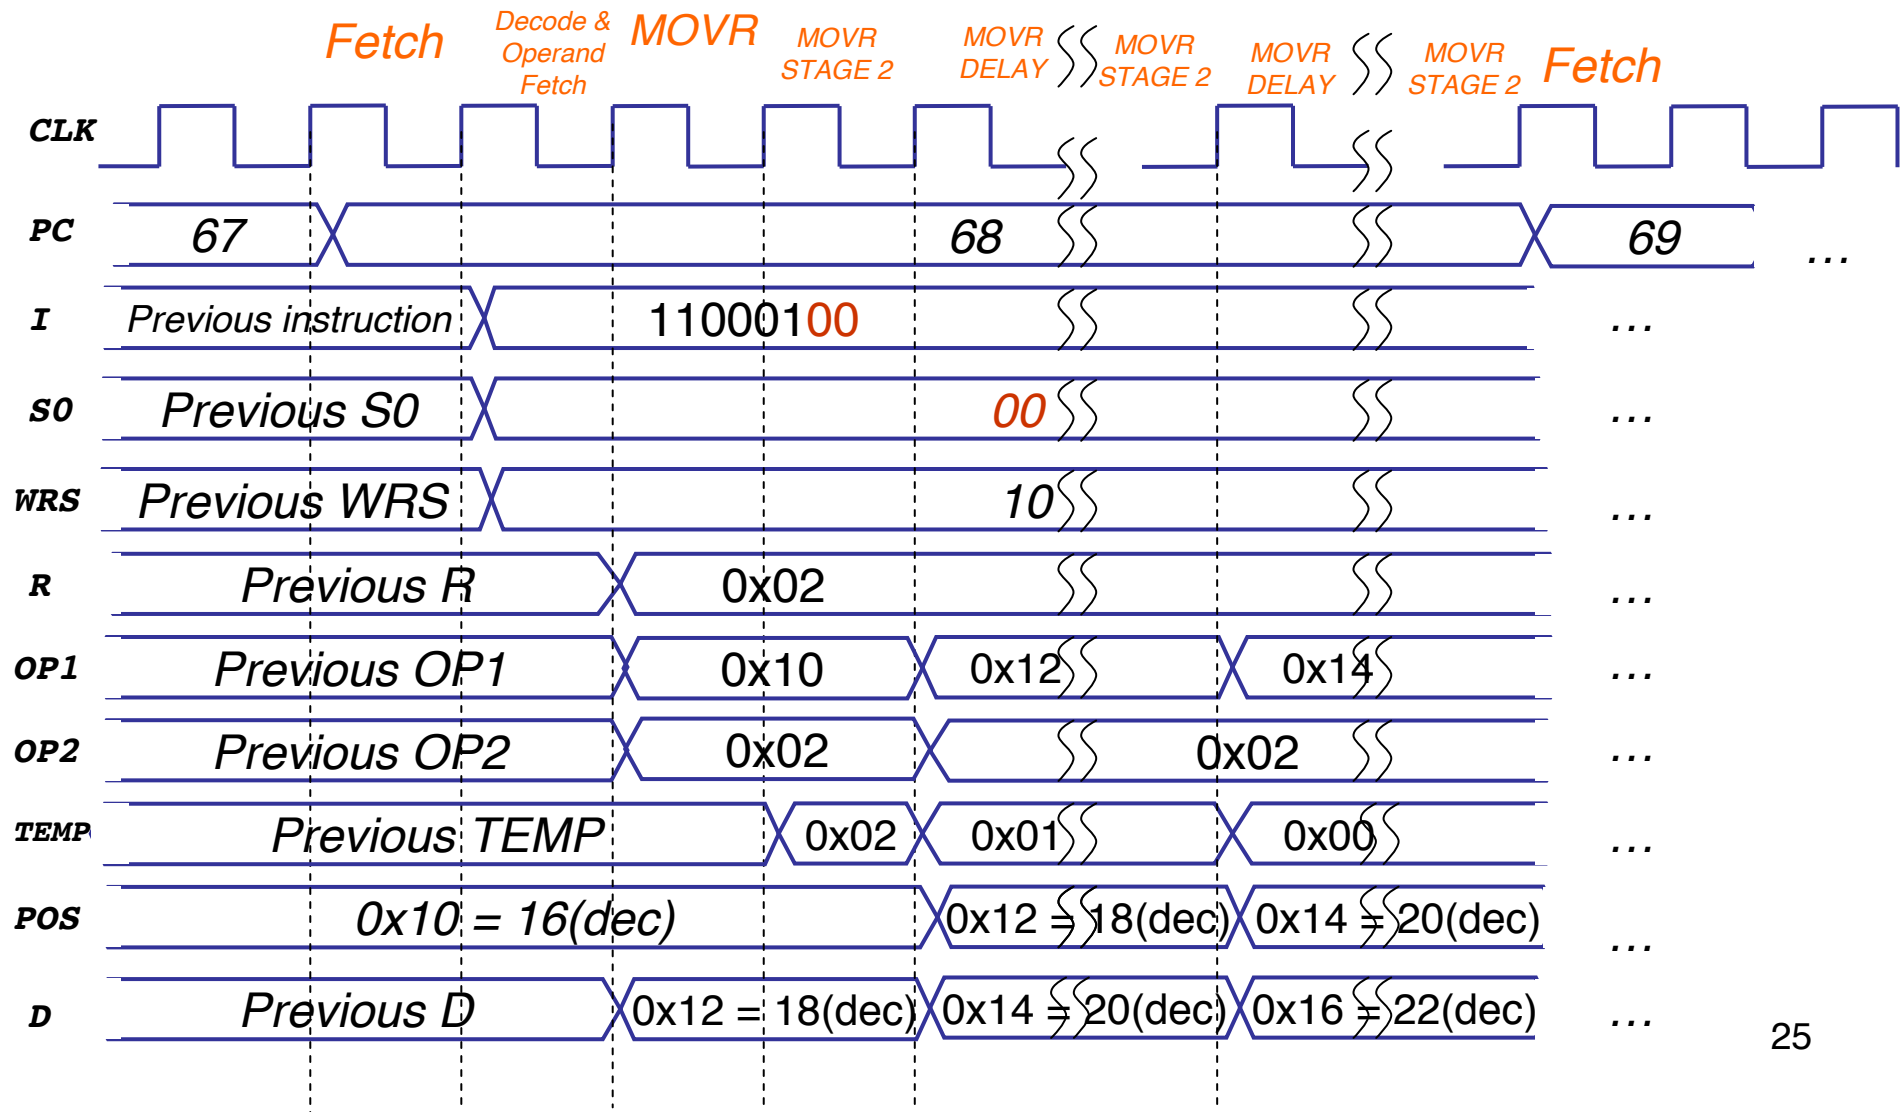 Fetch
Decode &
Operand
Fetch
MOVR
MOVR
STAGE 2
MOVR
DELAY
MOVR
STAGE 2
MOVR
DELAY
MOVR
STAGE 2
Fetch
CLK
PC 67 68 69 ...
I Previous instruction 11000100 ...
S0 Previous S0 00 ...
WRS Previous WRS 10 ...
R Previous R 0x02 ...
OP1 Previous OP1 0x10 0x12 0x14 ...
OP2 Previous OP2 0x02 0x02 ...
TEMP Previous TEMP 0x02 0x01 0x00 ...
POS 0x10 = 16(dec) 0x12 = 18(dec) 0x14 = 20(dec) ...
D Previous D 0x12 = 18(dec) 0x14 = 20(dec) 0x16 = 22(dec) ...
25